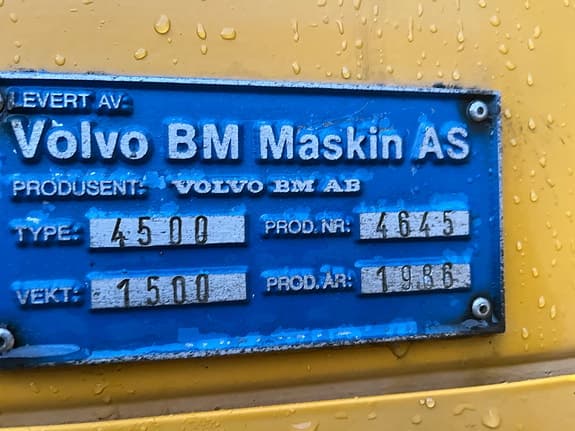 LEVERT AV:
Volvo BM Maskin AS
PRODUSENT: VOLVO BM AB
TYPE: 4500 PROD. NR: 4645
VEKT: 1500 PROD. ÅR: 1986